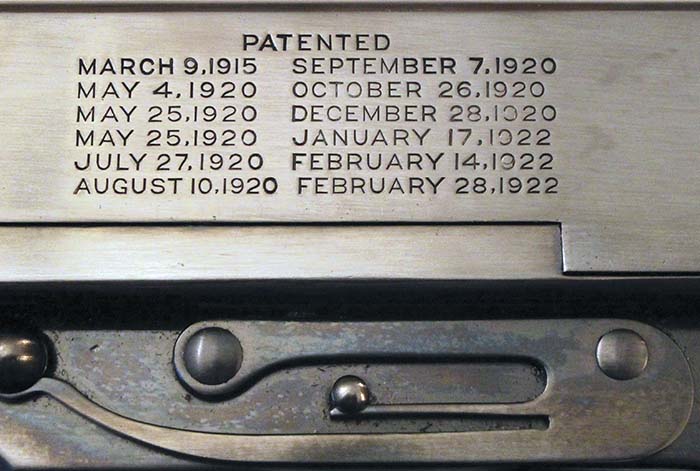 PATENTED
MARCH 9,1915 SEPTEMBER 7,1920
MAY 4,1920 OCTOBER 26,1920
MAY 25,1920 DECEMBER 28,1920
MAY 25,1920 JANUARY 17,1922
JULY 27,1920 FEBRUARY 14,1922
AUGUST 10,1920 FEBRUARY 28,1922